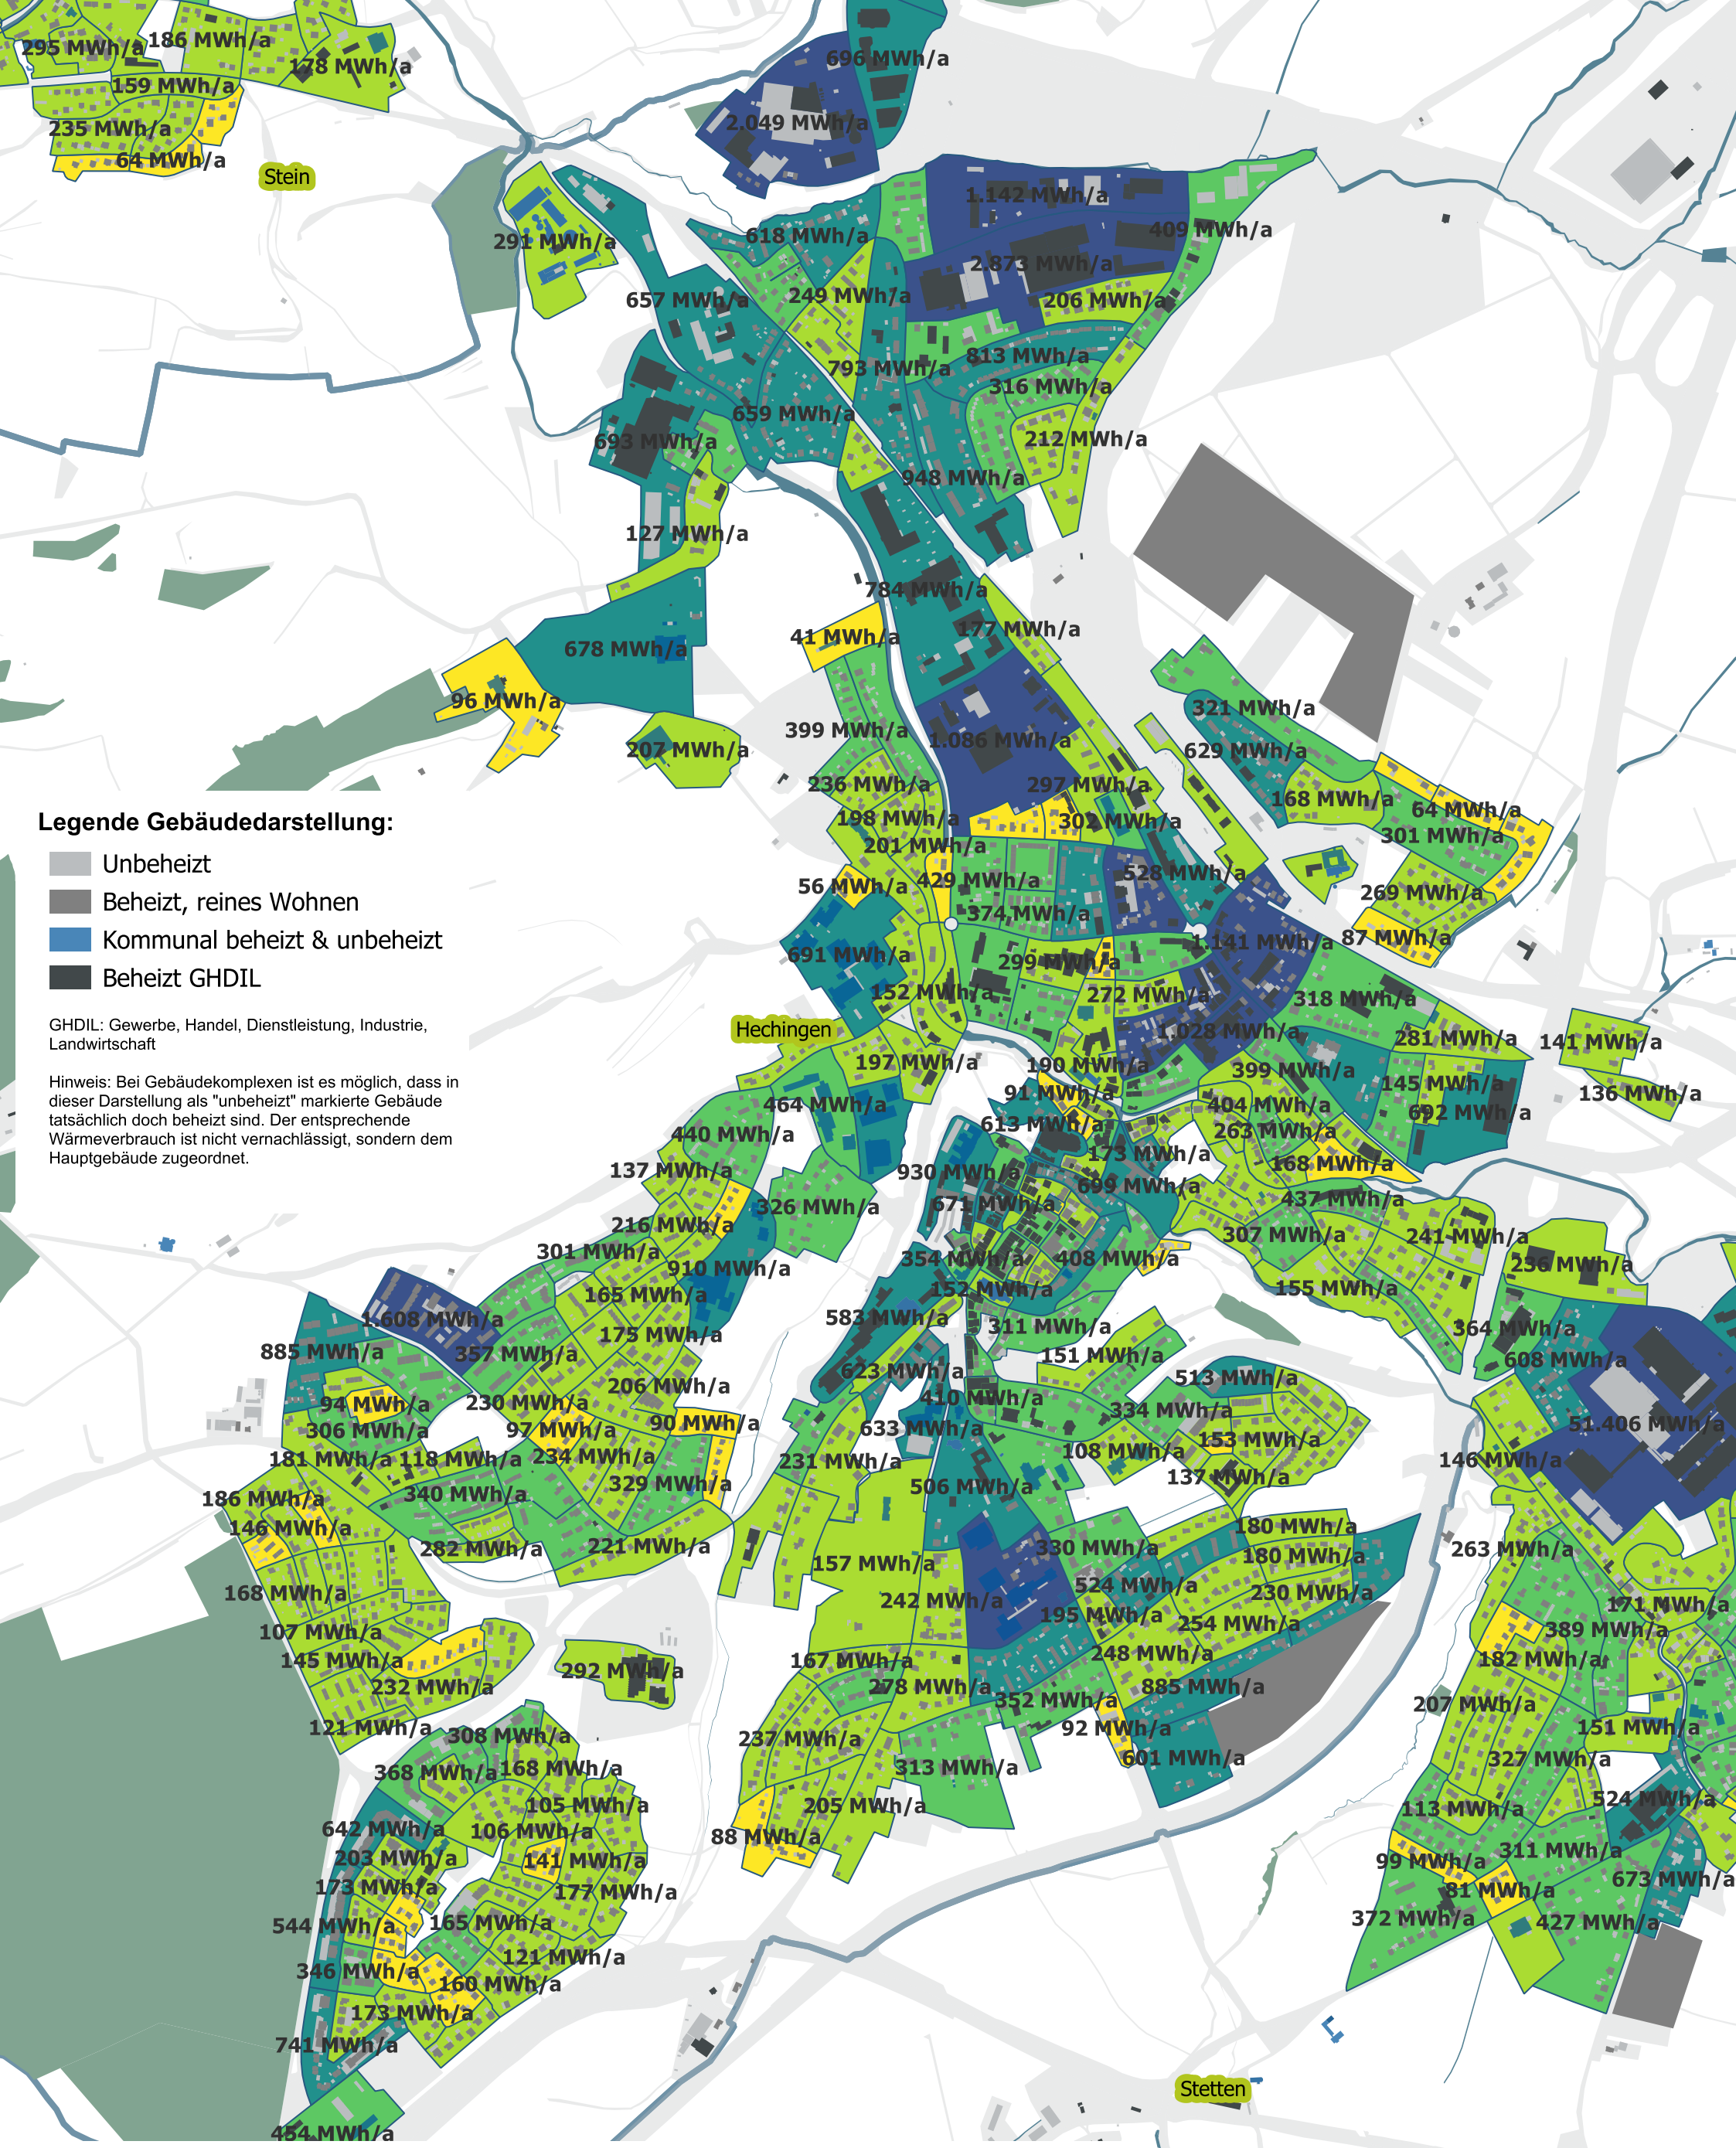 295 MWh/a
186 MWh/a
178 MWh/a
159 MWh/a
235 MWh/a
64 MWh/a
Stein
696 MWh/a
2.049 MWh/a
1.142 MWh/a
409 MWh/a
291 MWh/a
618 MWh/a
2.873 MWh/a
657 MWh/a
249 MWh/a
206 MWh/a
813 MWh/a
793 MWh/a
316 MWh/a
659 MWh/a
693 MWh/a
212 MWh/a
948 MWh/a
127 MWh/a
784 MWh/a
177 MWh/a
41 MWh/a
678 MWh/a
96 MWh/a
321 MWh/a
399 MWh/a
1.086 MWh/a
207 MWh/a
629 MWh/a
236 MWh/a
297 MWh/a
168 MWh/a
64 MWh/a
198 MWh/a
302 MWh/a
301 MWh/a
201 MWh/a
Legende Gebäudedarstellung:
Unbeheizt
Beheizt, reines Wohnen
Kommunal beheizt & unbeheizt
Beheizt GHDIL
GHDIL: Gewerbe, Handel, Dienstleistung, Industrie,
Landwirtschaft
Hinweis: Bei Gebäudekomplexen ist es möglich, dass in
dieser Darstellung als "unbeheizt" markierte Gebäude
tatsächlich doch beheizt sind. Der entsprechende
Wärmeverbrauch ist nicht vernachlässigt, sondern dem
Hauptgebäude zugeordnet.
56 MWh/a
429 MWh/a
528 MWh/a
269 MWh/a
374 MWh/a
87 MWh/a
691 MWh/a
299 MWh/a
1.141 MWh/a
152 MWh/a
272 MWh/a
318 MWh/a
Hechingen
1.028 MWh/a
281 MWh/a
141 MWh/a
197 MWh/a
190 MWh/a
399 MWh/a
145 MWh/a
91 MWh/a
136 MWh/a
464 MWh/a
404 MWh/a
692 MWh/a
613 MWh/a
440 MWh/a
263 MWh/a
173 MWh/a
168 MWh/a
137 MWh/a
930 MWh/a
699 MWh/a
326 MWh/a
671 MWh/a
437 MWh/a
216 MWh/a
307 MWh/a
241 MWh/a
301 MWh/a
354 MWh/a
408 MWh/a
236 MWh/a
910 MWh/a
152 MWh/a
155 MWh/a
165 MWh/a
1.608 MWh/a
583 MWh/a
311 MWh/a
364 MWh/a
175 MWh/a
885 MWh/a
357 MWh/a
151 MWh/a
608 MWh/a
623 MWh/a
513 MWh/a
206 MWh/a
94 MWh/a
230 MWh/a
410 MWh/a
334 MWh/a
90 MWh/a
51.406 MWh/a
306 MWh/a
97 MWh/a
633 MWh/a
153 MWh/a
108 MWh/a
181 MWh/a
118 MWh/a
234 MWh/a
231 MWh/a
146 MWh/a
137 MWh/a
329 MWh/a
506 MWh/a
186 MWh/a
340 MWh/a
146 MWh/a
180 MWh/a
282 MWh/a
221 MWh/a
330 MWh/a
263 MWh/a
180 MWh/a
157 MWh/a
524 MWh/a
168 MWh/a
230 MWh/a
242 MWh/a
171 MWh/a
195 MWh/a
254 MWh/a
107 MWh/a
389 MWh/a
248 MWh/a
145 MWh/a
167 MWh/a
182 MWh/a
292 MWh/a
232 MWh/a
278 MWh/a
885 MWh/a
352 MWh/a
207 MWh/a
121 MWh/a
92 MWh/a
151 MWh/a
308 MWh/a
237 MWh/a
601 MWh/a
327 MWh/a
368 MWh/a
168 MWh/a
313 MWh/a
524 MWh/a
105 MWh/a
205 MWh/a
113 MWh/a
642 MWh/a
106 MWh/a
88 MWh/a
311 MWh/a
203 MWh/a
141 MWh/a
99 MWh/a
673 MWh/a
173 MWh/a
177 MWh/a
81 MWh/a
544 MWh/a
165 MWh/a
372 MWh/a
427 MWh/a
121 MWh/a
346 MWh/a
160 MWh/a
173 MWh/a
741 MWh/a
Stetten
454 MWh/a